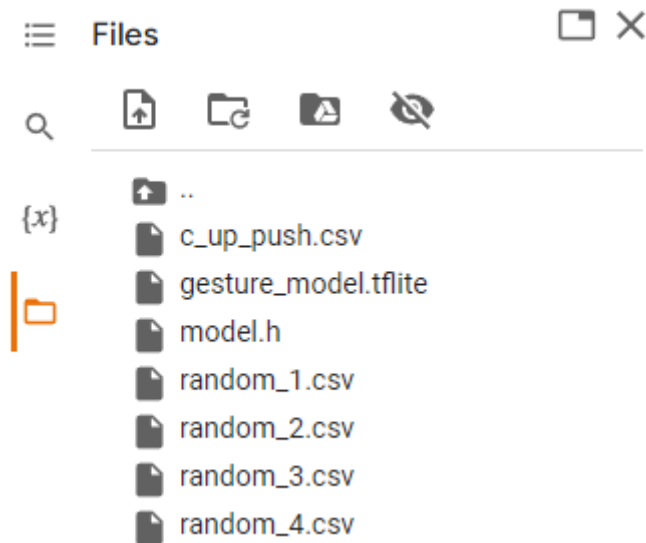 Files
..
{x}
c_up_push.csv
gesture_model.tflite
model.h
random_1.csv
random_2.csv
random_3.csv
random_4.csv